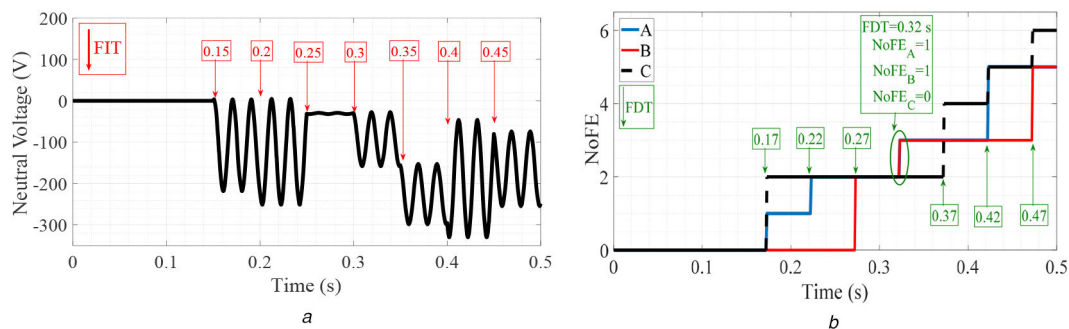 200
100
0
-100
-200
-300
Neutral Voltage (V)
FIT
0.15
0.2
0.25
0.3
0.35
0.4
0.45
0
0.1
0.2
0.3
0.4
0.5
Time (s)
a
6
4
2
0
NoFE
A
B
C
FDT
FDT=0.32 s
NoFE_A=1
NoFE_B=1
NoFE_C=0
0.17
0.22
0.27
0.37
0.42
0.47
0
0.1
0.2
0.3
0.4
0.5
Time (s)
b